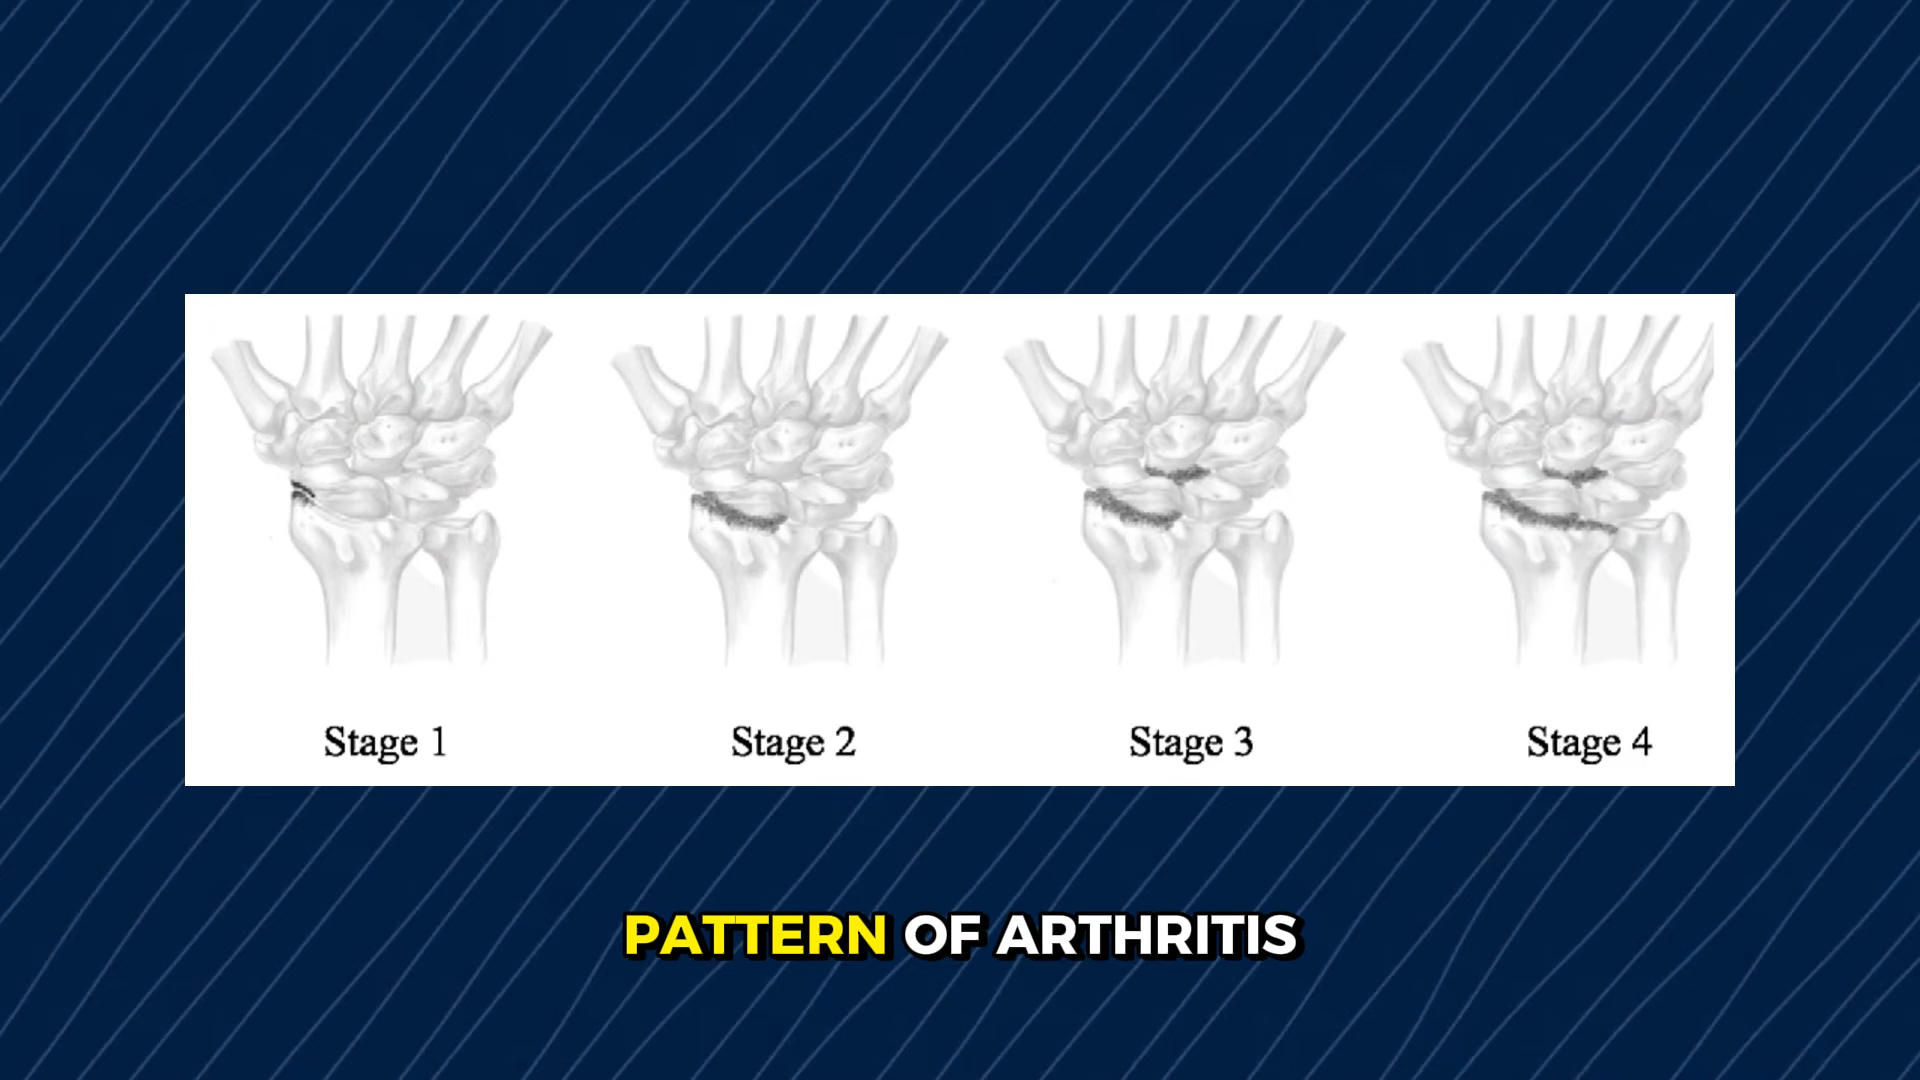 Stage 1
Stage 2
Stage 3
Stage 4
PATTERN OF ARTHRITIS